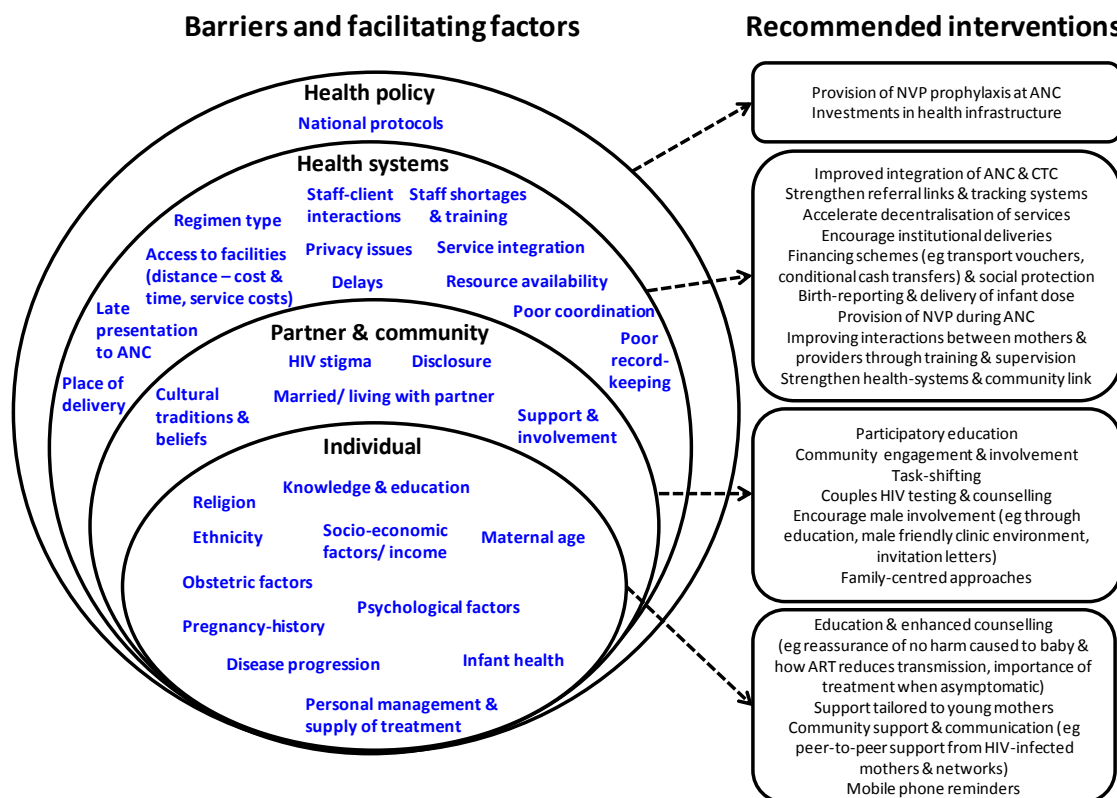 Barriers and facilitating factors
Health policy
National protocols
Health systems
Staff-client
interactions
Staff shortages
& training
Regimen type
Privacy issues
Service integration
Access to facilities
(distance – cost &
time, service costs)
Delays
Resource availability
Late
presentation
to ANC
Poor coordination
Poor
record-
keeping
Place of
delivery
Partner & community
HIV stigma
Disclosure
Cultural
traditions &
beliefs
Married/ living with partner
Support &
involvement
Individual
Knowledge & education
Religion
Ethnicity
Socio-economic
factors/ income
Maternal age
Obstetric factors
Psychological factors
Pregnancy-history
Disease progression
Infant health
Personal management &
supply of treatment
Recommended interventions
Provision of NVP prophylaxis at ANC
Investments in health infrastructure
Improved integration of ANC & CTC
Strengthen referral links & tracking systems
Accelerate decentralisation of services
Encourage institutional deliveries
Financing schemes (eg transport vouchers,
conditional cash transfers) & social protection
Birth-reporting & delivery of infant dose
Provision of NVP during ANC
Improving interactions between mothers &
providers through training & supervision
Strengthen health-systems & community link
Participatory education
Community engagement & involvement
Task-shifting
Couples HIV testing & counselling
Encourage male involvement (eg through
education, male friendly clinic environment,
invitation letters)
Family-centred approaches
Education & enhanced counselling
(eg reassurance of no harm caused to baby &
how ART reduces transmission, importance of
treatment when asymptomatic)
Support tailored to young mothers
Community support & communication (eg
peer-to-peer support from HIV-infected
mothers & networks)
Mobile phone reminders